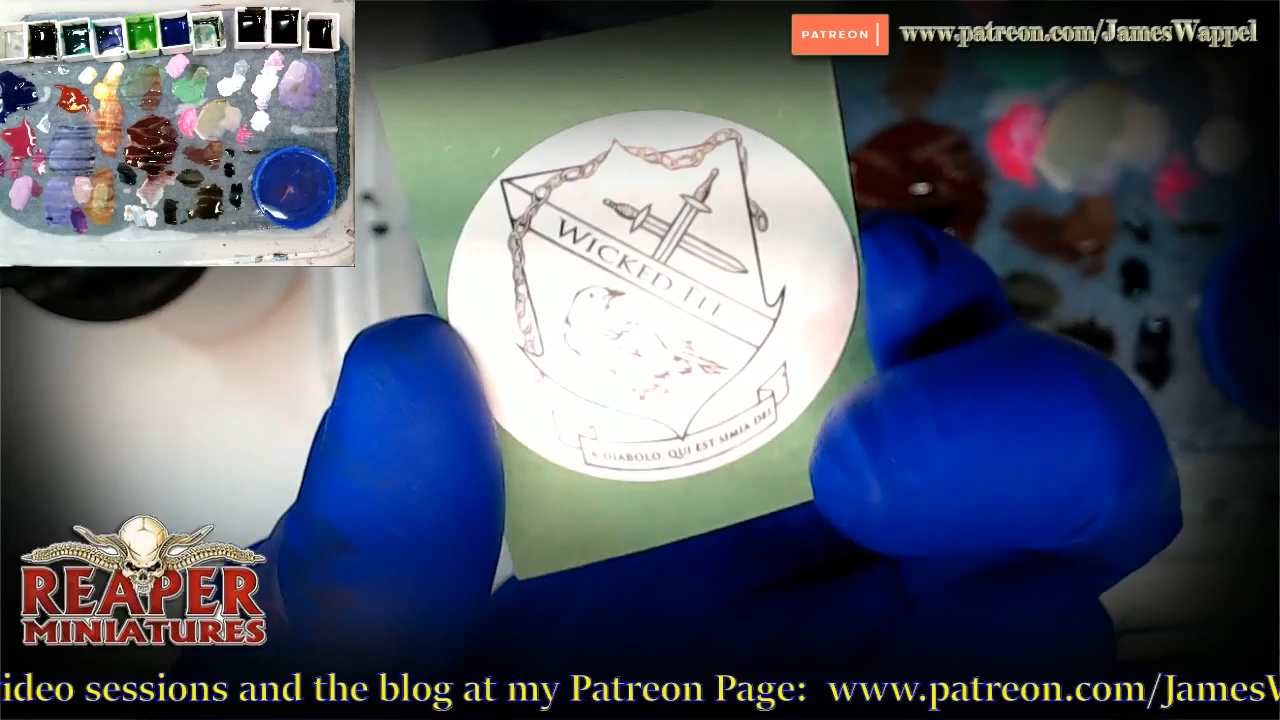 PATREON
www.patreon.com/JamesWappel
WICKED
A DIABOLO, QUI EST SIMIA DEI
REAPER
MINIATURES
ideo sessions and the blog at my Patreon Page: www.patreon.com/JamesW